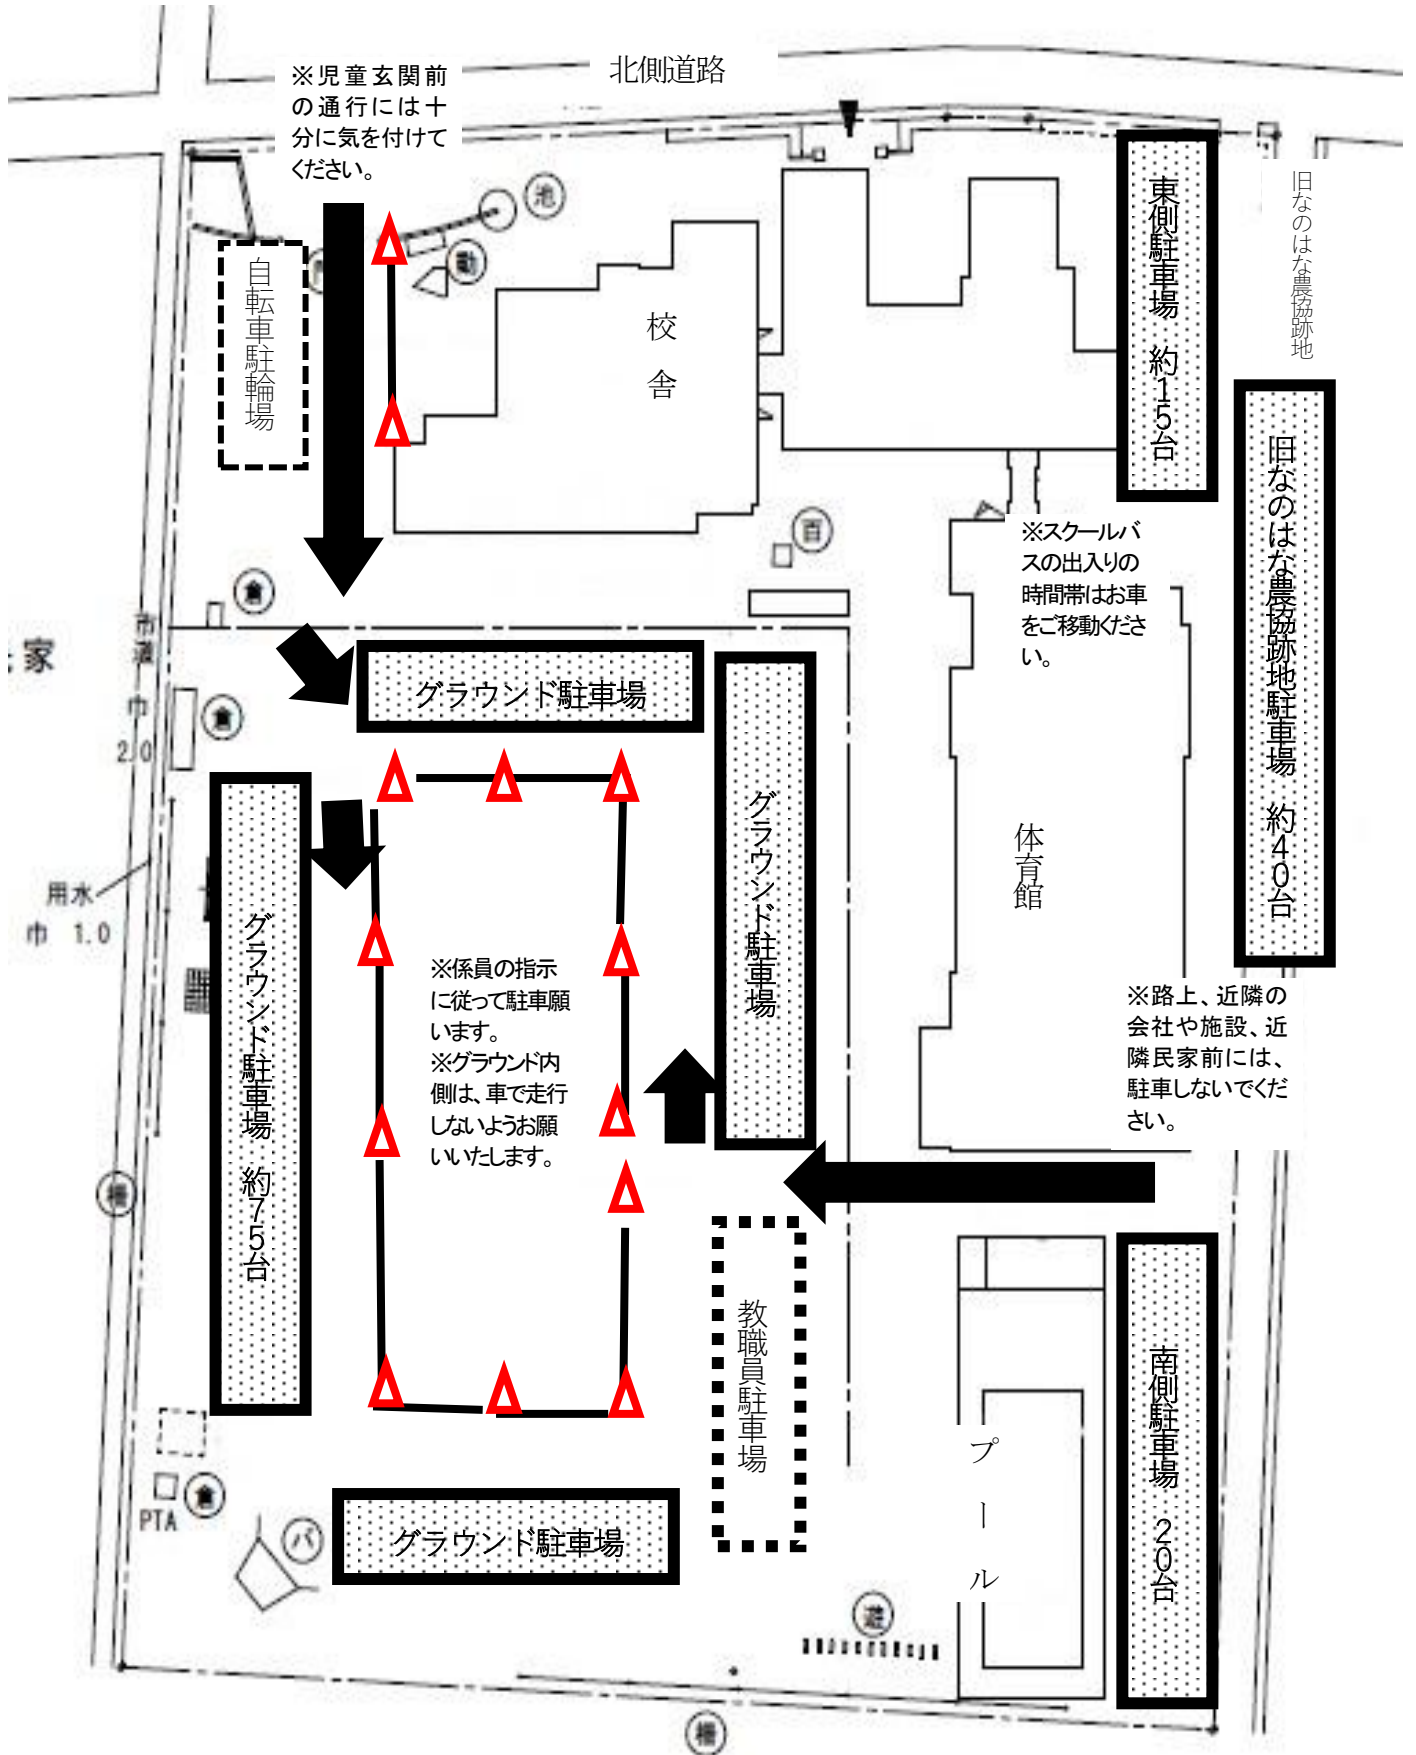 北側道路
※児童玄関前
の通行には十
分に気を付けて
ください。
池
動
自転車駐輪場
校舎
東側駐車場　約15台
旧なのはな農協跡地
旧なのはな農協跡地駐車場　約40台
百
※スクールバ
スの出入りの
時間帯はお車
をご移動くださ
い。
倉
市道
巾
2.0
家
倉
グラウンド駐車場
グラウンド駐車場
体育館
用水
巾 1.0
グラウンド駐車場　約75台
※係員の指示
に従って駐車願
います。
※グラウンド内
側は、車で走行
しないようお願
いいたします。
※路上、近隣の
会社や施設、近
隣民家前には、
駐車しないでくだ
さい。
柵
教職員駐車場
プール
南側駐車場　20台
倉
PTA
バ
グラウンド駐車場
遊
柵